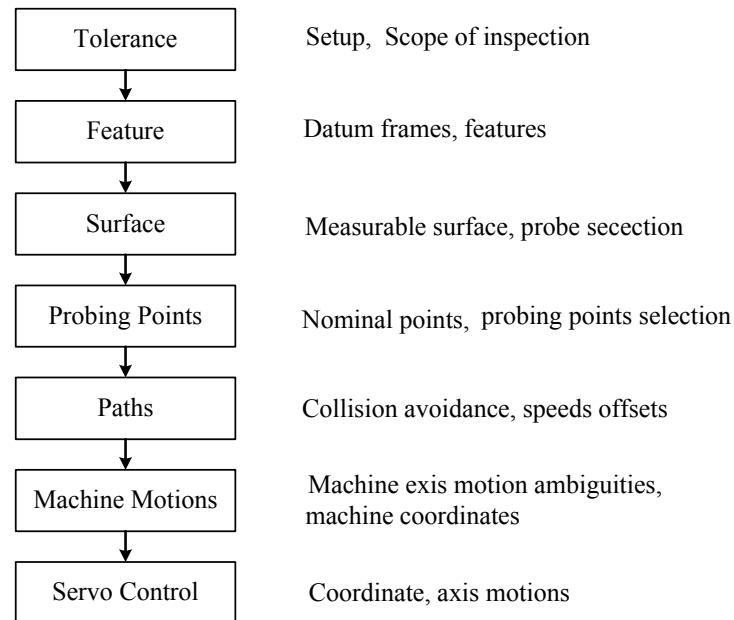 Tolerance
Setup, Scope of inspection
Feature
Datum frames, features
Surface
Measurable surface, probe secection
Probing Points
Nominal points, probing points selection
Paths
Collision avoidance, speeds offsets
Machine Motions
Machine exis motion ambiguities,
machine coordinates
Servo Control
Coordinate, axis motions